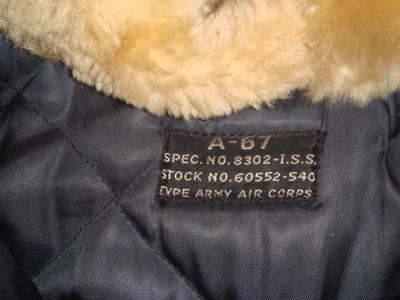 A-67
SPEC. NO. 8302-I.S.S.
STOCK NO. 60552-540
TYPE ARMY AIR CORPS